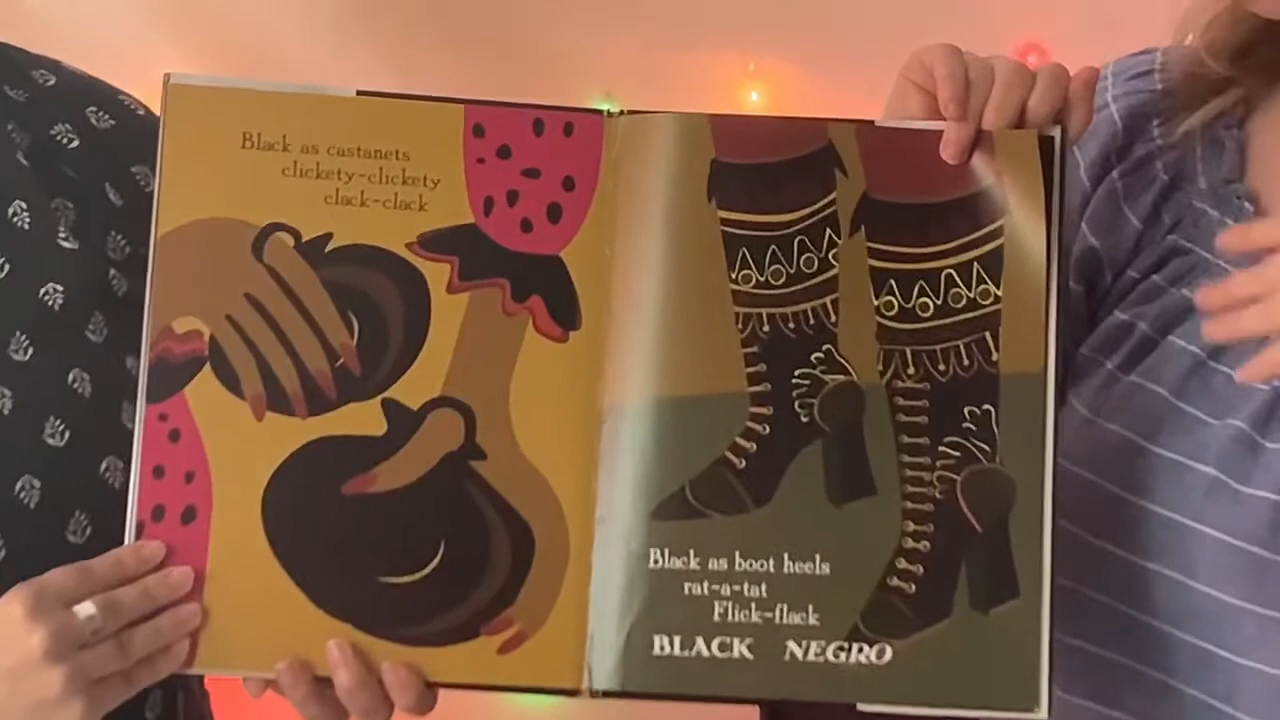 Black as castanets
clickety-clickety
clack-clack
Black as boot heels
rat-a-tat
Flick-flack
BLACK NEGRO